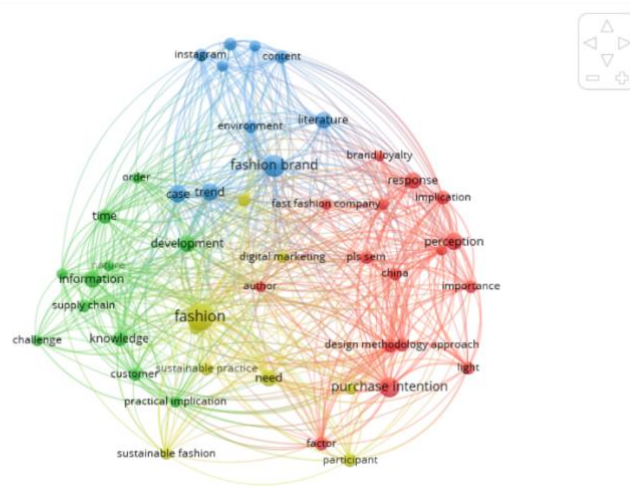 instagram
content
literature
environment
brand loyalty
fashion brand
order
response
case
trend
implication
fast fashion company
time
development
perception
digital marketing
pls sem
nature
information
china
author
importance
supply chain
fashion
challenge
knowledge
design methodology approach
sustainable practice
light
customer
need
purchase intention
practical implication
factor
sustainable fashion
participant